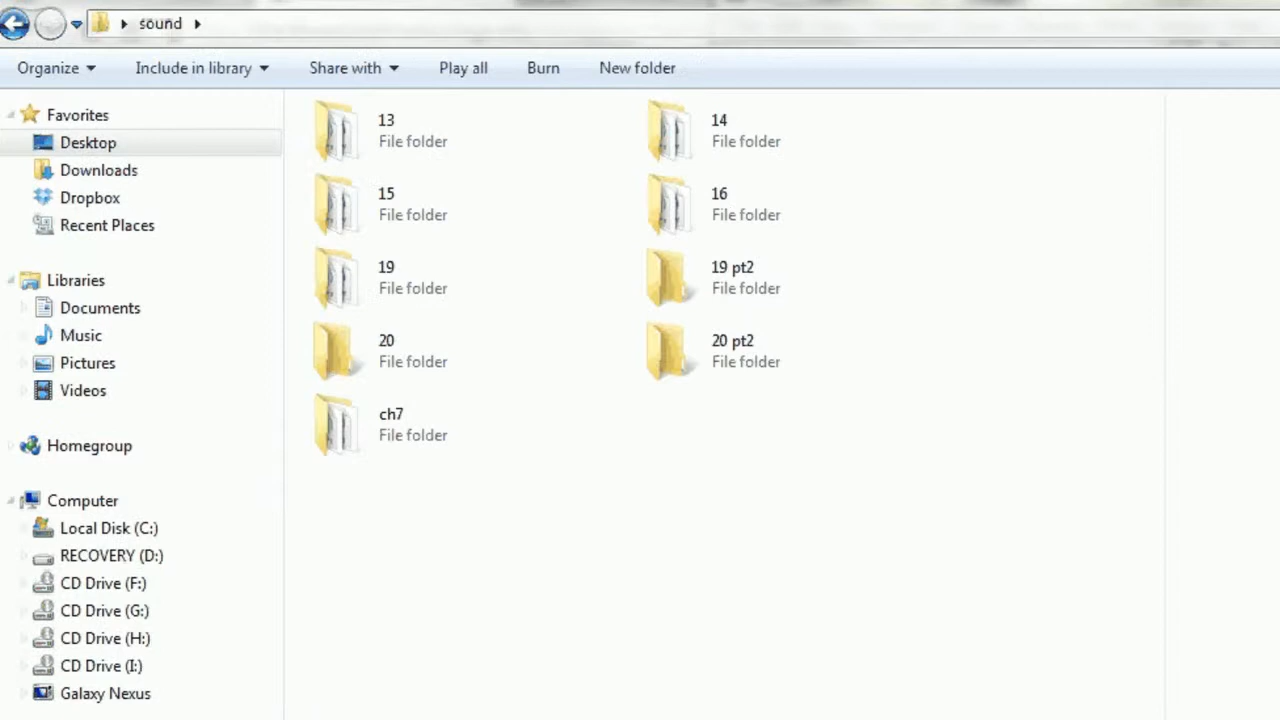 sound
Organize Include in library Share with Play all Burn New folder
Favorites
Desktop
Downloads
Dropbox
Recent Places
Libraries
Documents
Music
Pictures
Videos
Homegroup
Computer
Local Disk (C:)
RECOVERY (D:)
CD Drive (F:)
CD Drive (G:)
CD Drive (H:)
CD Drive (I:)
Galaxy Nexus
13
File folder
14
File folder
15
File folder
16
File folder
19
File folder
19 pt2
File folder
20
File folder
20 pt2
File folder
ch7
File folder